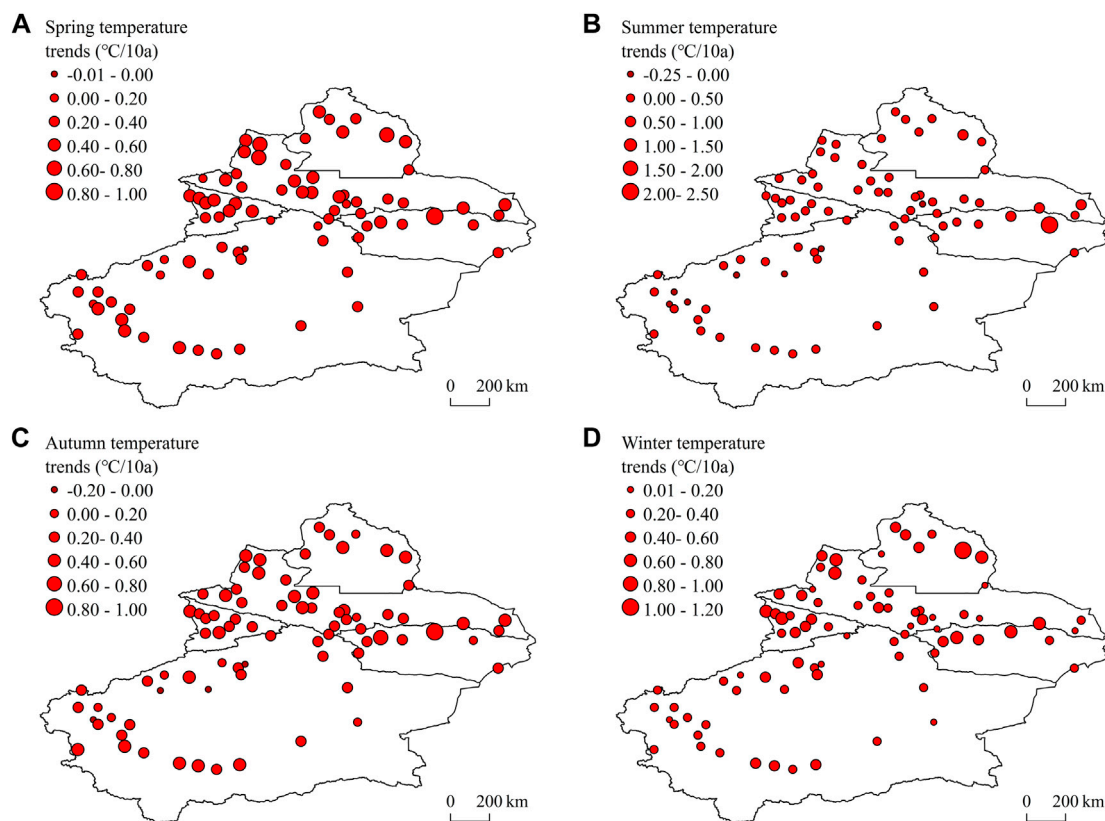 A Spring temperature
trends (°C/10a)
-0.01 - 0.00
0.00 - 0.20
0.20 - 0.40
0.40 - 0.60
0.60- 0.80
0.80 - 1.00
0 200 km
B Summer temperature
trends (°C/10a)
-0.25 - 0.00
0.00 - 0.50
0.50 - 1.00
1.00 - 1.50
1.50 - 2.00
2.00 - 2.50
0 200 km
C Autumn temperature
trends (°C/10a)
-0.20 - 0.00
0.00 - 0.20
0.20- 0.40
0.40 - 0.60
0.60 - 0.80
0.80 - 1.00
0 200 km
D Winter temperature
trends (°C/10a)
0.01 - 0.20
0.20- 0.40
0.40- 0.60
0.60 - 0.80
0.80 - 1.00
1.00 - 1.20
0 200 km